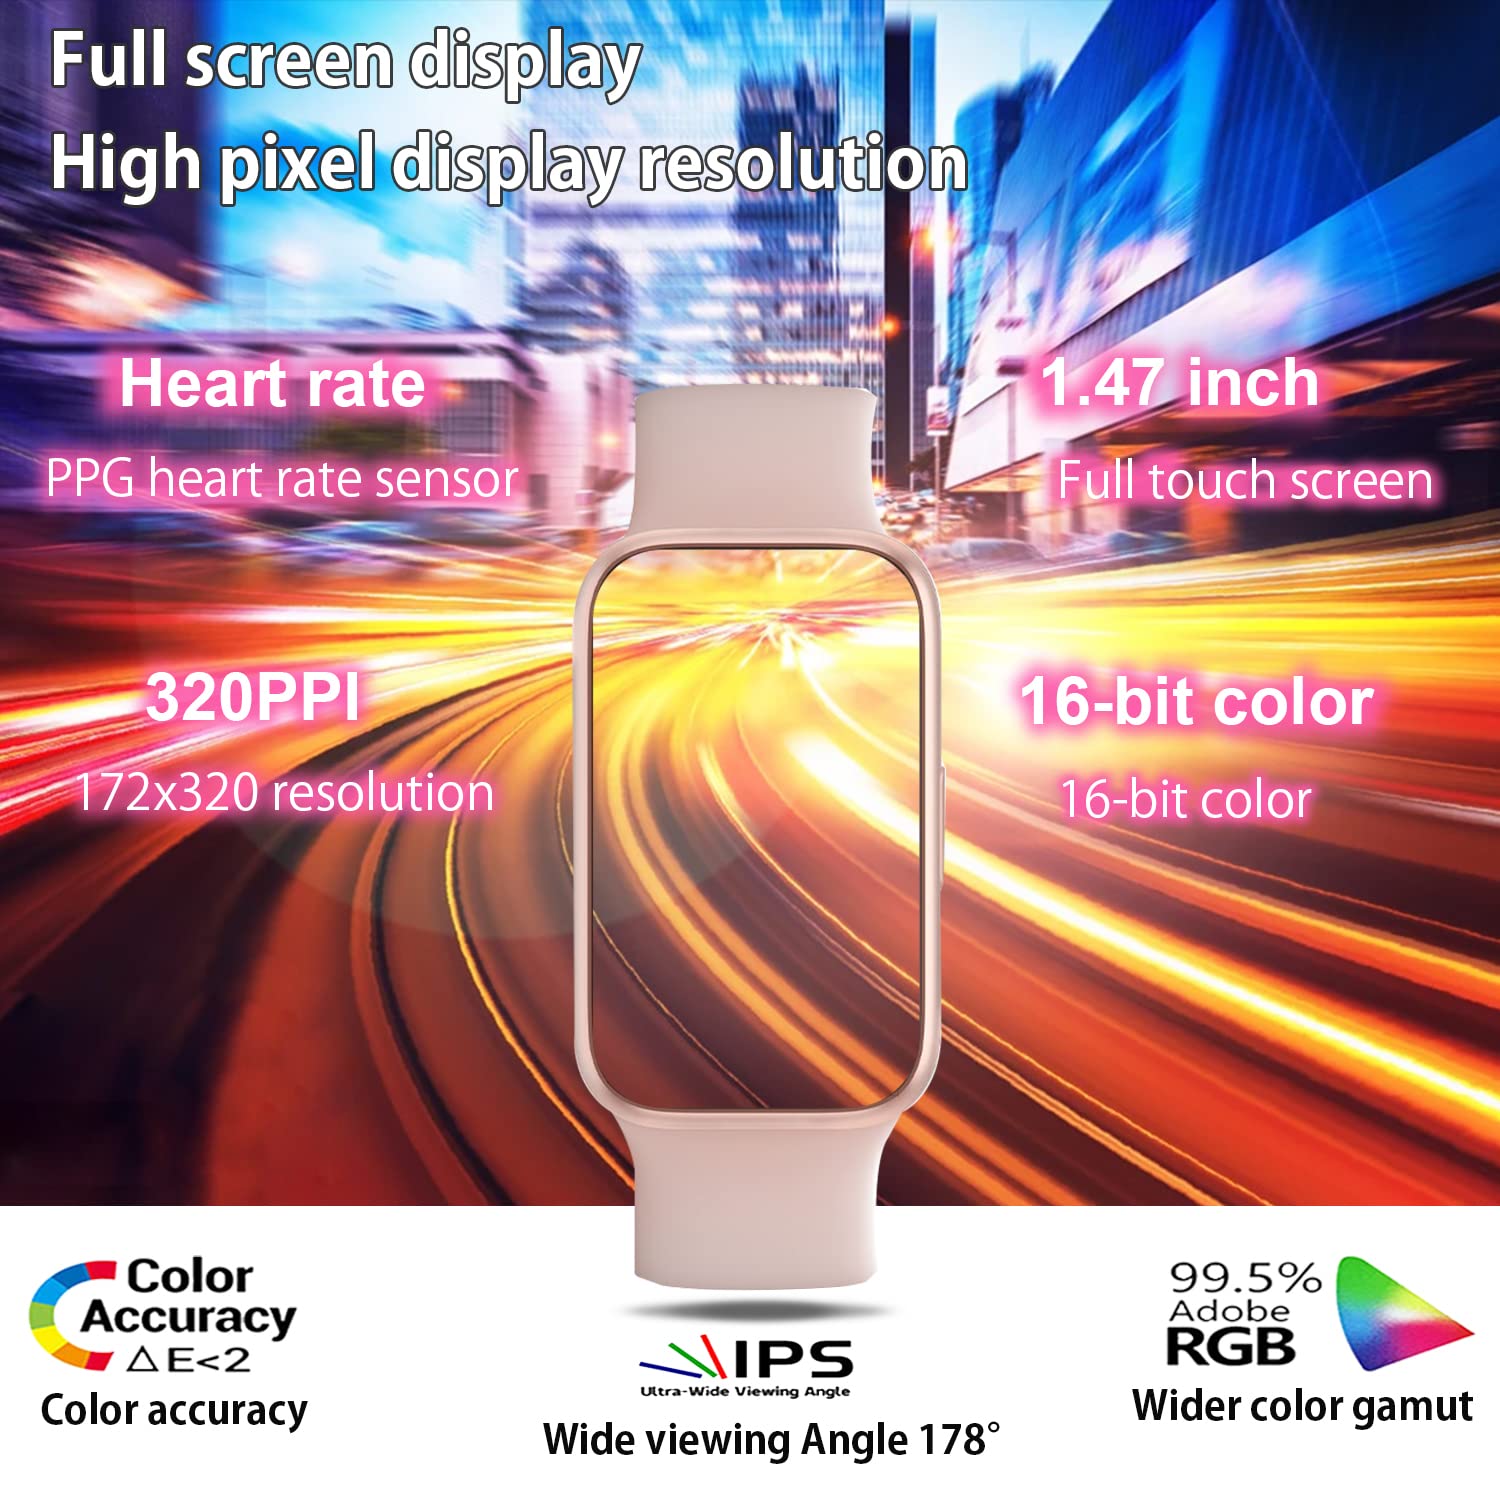 Full screen display
High pixel display resolution
Heart rate
PPG heart rate sensor
1.47 inch
Full touch screen
320PPI
172x320 resolution
16-bit color
16-bit color
Color
Accuracy
△E<2
Color accuracy
IPS
Ultra-Wide Viewing Angle
Wide viewing Angle 178°
99.5%
Adobe
RGB
Wider color gamut